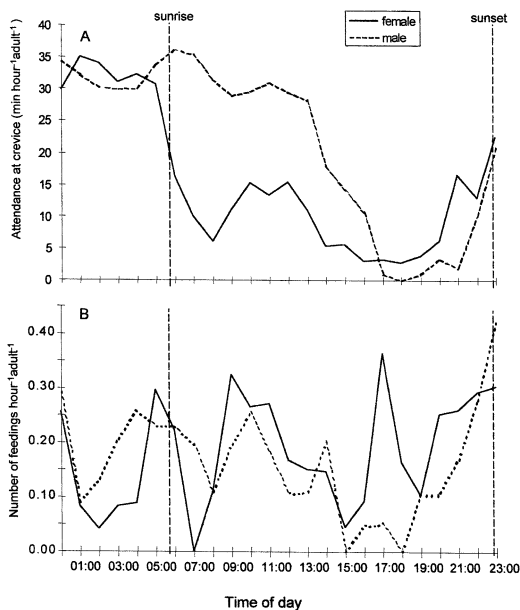 sunrise
sunset
A
female
male
Attendance at crevice (min hour⁻¹adult⁻¹)
40
35
30
25
20
15
10
5
0
B
Number of feedings hour⁻¹adult⁻¹
0.40
0.30
0.20
0.10
0.00
01:00 03:00 05:00 07:00 09:00 11:00 13:00 15:00 17:00 19:00 21:00 23:00
Time of day